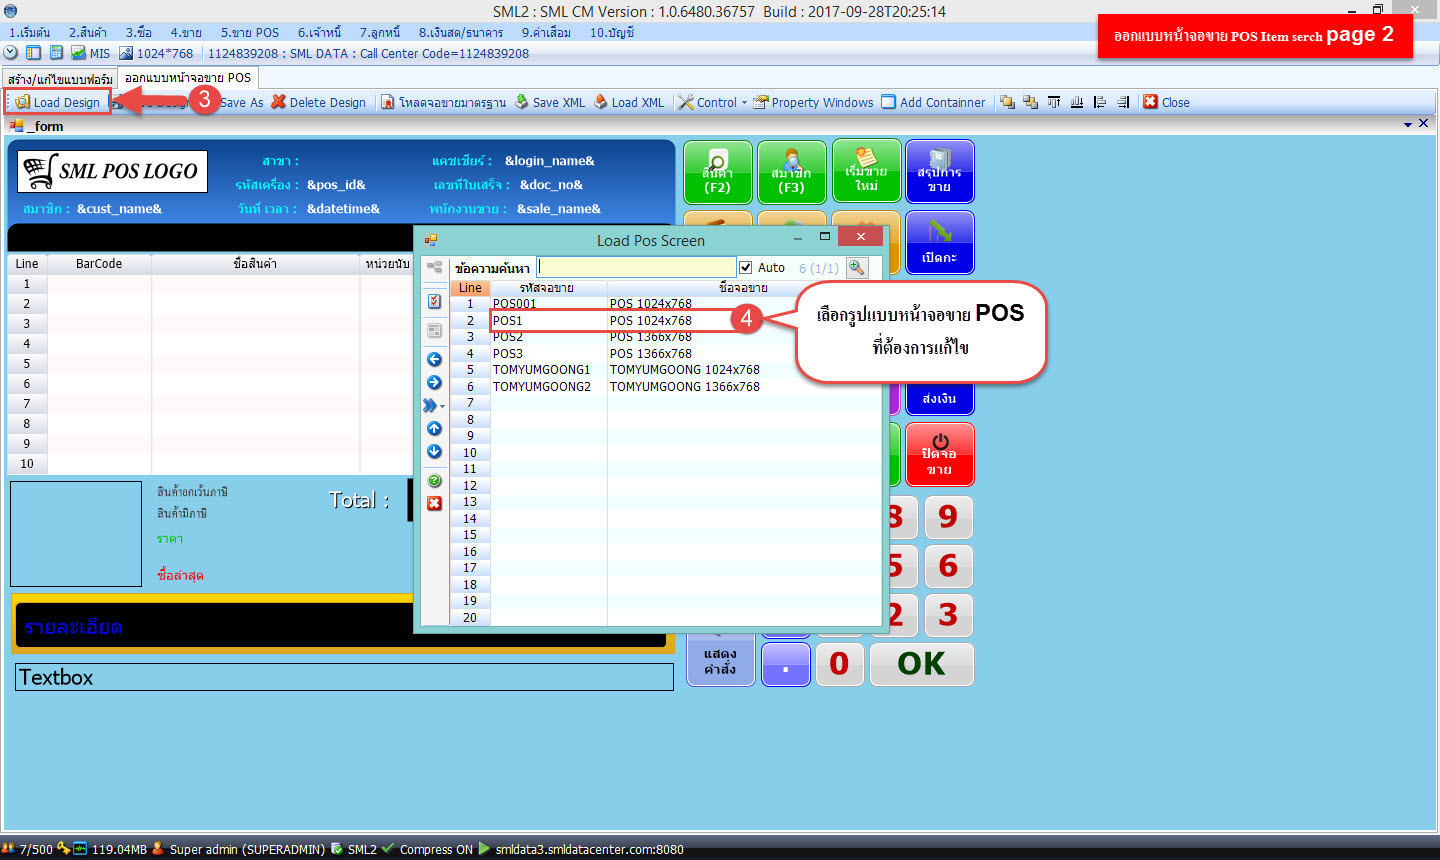 SML2 : SML CM Version : 1.0.6480.36757 Build : 2017-09-28T20:25:14
1.เริ่มต้น 2.สินค้า 3.ซื้อ 4.ขาย 5.ขาย POS 6.เจ้าหนี้ 7.ลูกหนี้ 8.เงินสด/ธนาคาร 9.ค่าเสื่อม 10.บัญชี
ออกแบบหน้าจอขาย POS Item serch page 2
MIS 1024*768 1124839208 : SML DATA : Call Center Code=1124839208
สร้าง/แก้ไขแบบฟอร์ม ออกแบบหน้าจอขาย POS
Load Design 3 Save As Delete Design โหลดจอขายมาตรฐาน Save XML Load XML Control Property Windows Add Containner Close
_form
SML POS LOGO
สาขา : แคชเชียร์ : &login_name&
รหัสเครื่อง : &pos_id& เลขที่ใบเสร็จ : &doc_no&
สมาชิก : &cust_name& วันที่ เวลา : &datetime& พนักงานขาย : &sale_name&
สินค้า (F2)
สมาชิก (F3)
เริ่มขาย ใหม่
สรุปการ ขาย
เปิดกะ
Line BarCode ชื่อสินค้า หน่วยนับ
1
2
3
4
5
6
7
8
9
10
Load Pos Screen
ข้อความค้นหา Auto 6 (1/1)
Line รหัสจอขาย ชื่อจอขาย
1 POS001 POS 1024x768
2 POS1 POS 1024x768 4
3 POS2 POS 1366x768
4 POS3 POS 1366x768
5 TOMYUMGOONG1 TOMYUMGOONG 1024x768
6 TOMYUMGOONG2 TOMYUMGOONG 1366x768
7
8
9
10
11
12
13
14
15
16
17
18
19
20
เลือกรูปแบบหน้าจอขาย POS
ที่ต้องการแก้ไข
ส่งเงิน
ปิดจอ ขาย
สินค้ายกเว้นภาษี
สินค้ามีภาษี
ราคา
ซื้อล่าสุด
Total :
8 9
5 6
2 3
รายละเอียด
แสดง คำสั่ง . 0 OK
Textbox
7/500 119.04MB Super admin (SUPERADMIN) SML2 Compress ON smldata3.smldatacenter.com:8080